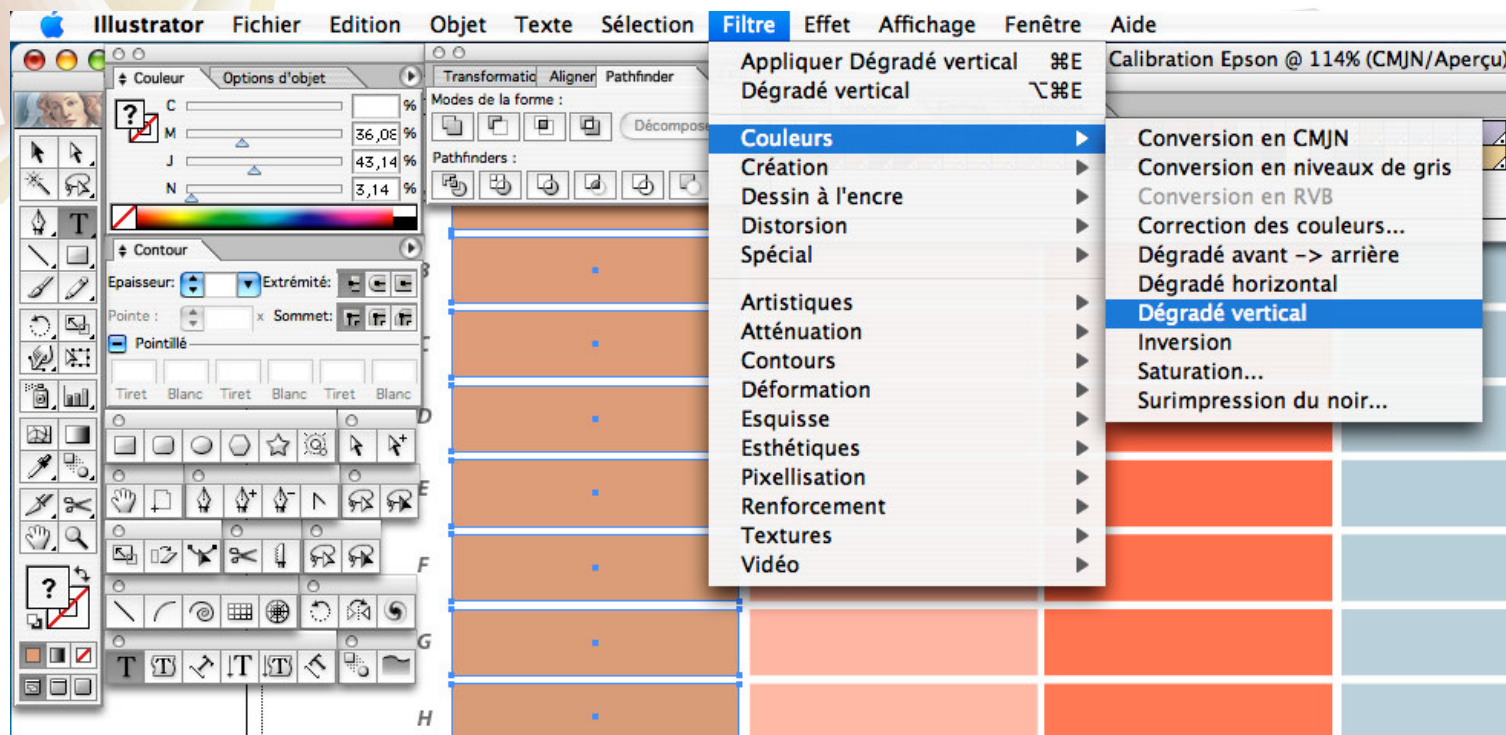 Illustrator Fichier Edition Objet Texte Sélection Filtre Effet Affichage Fenêtre Aide
Calibration Epson @ 114% (CMJN/Aperçu)
Couleur Options d'objet
? C %
M 36,08 %
J 43,14 %
N 3,14 %
Contour
Epaisseur: Extrémité:
Pointe : x Sommet:
Pointillé
Tiret Blanc Tiret Blanc Tiret Blanc
Transformatio Aligner Pathfinder
Modes de la forme :
Décompose
Pathfinders :
Appliquer Dégradé vertical ⌘E
Dégradé vertical ⌥⌘E
Couleurs
Création
Dessin à l'encre
Distorsion
Spécial
Artistiques
Atténuation
Contours
Déformation
Esquisse
Esthétiques
Pixellisation
Renforcement
Textures
Vidéo
Conversion en CMJN
Conversion en niveaux de gris
Conversion en RVB
Correction des couleurs...
Dégradé avant -> arrière
Dégradé horizontal
Dégradé vertical
Inversion
Saturation...
Surimpression du noir...
B
C
D
E
F
G
H
T
?
T T T T